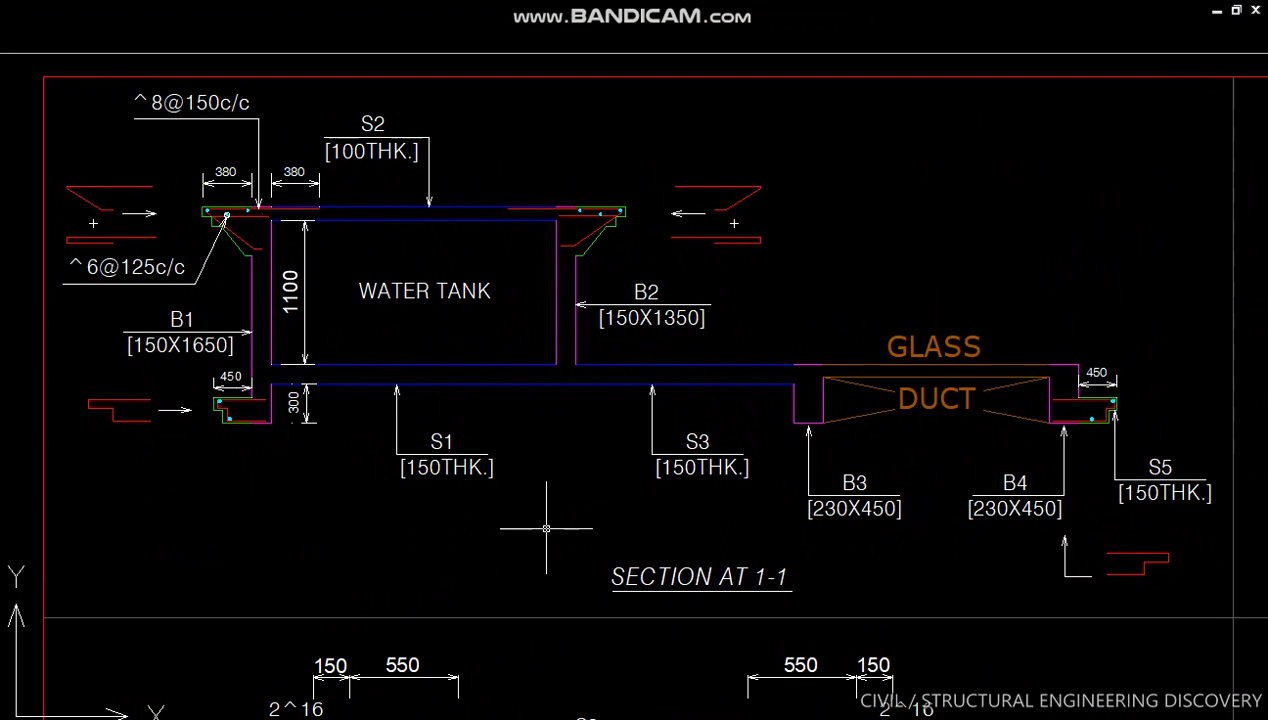 www.BANDICAM.com
^8@150c/c
S2
[100THK.]
380
380
^6@125c/c
1100
WATER TANK
B2
[150X1350]
B1
[150X1650]
GLASS
DUCT
450
450
300
S1
[150THK.]
S3
[150THK.]
B3
[230X450]
B4
[230X450]
S5
[150THK.]
SECTION AT 1-1
Y
150
550
550
150
X
2^16
2^16
CIVIL / STRUCTURAL ENGINEERING DISCOVERY